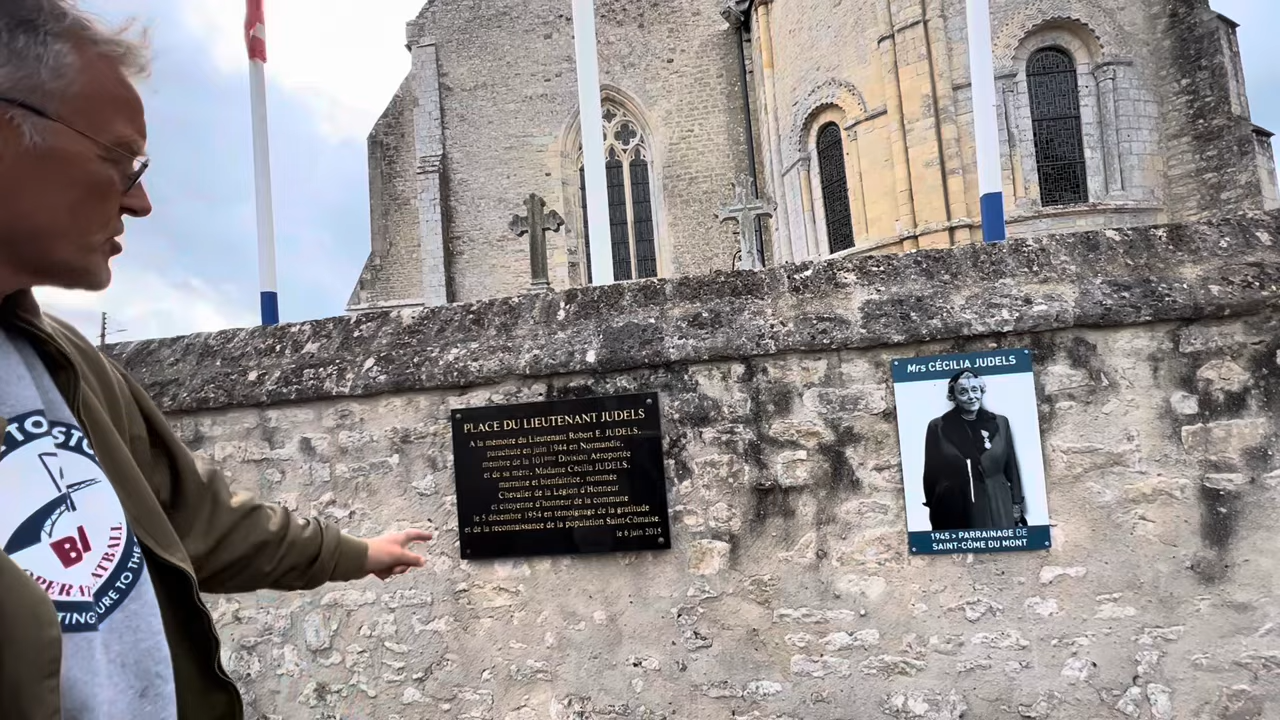 PLACE DU LIEUTENANT JUDELS
A la mémoire du Lieutenant Robert E. JUDELS,
parachuté en juin 1944 en Normandie,
membre de la 101ème Division Aéroportée
et de sa mère, Madame Cécilia JUDELS,
marraine et bienfaitrice, nommée
Chevalier de la Légion d'Honneur
et citoyenne d'honneur de la commune
le 5 décembre 1954 en témoignage de la gratitude
et de la reconnaissance de la population Saint-Cômaise.
le 6 juin 2015
Mrs CÉCILIA JUDELS
1945 > PARRAINAGE DE
SAINT-CÔME DU MONT